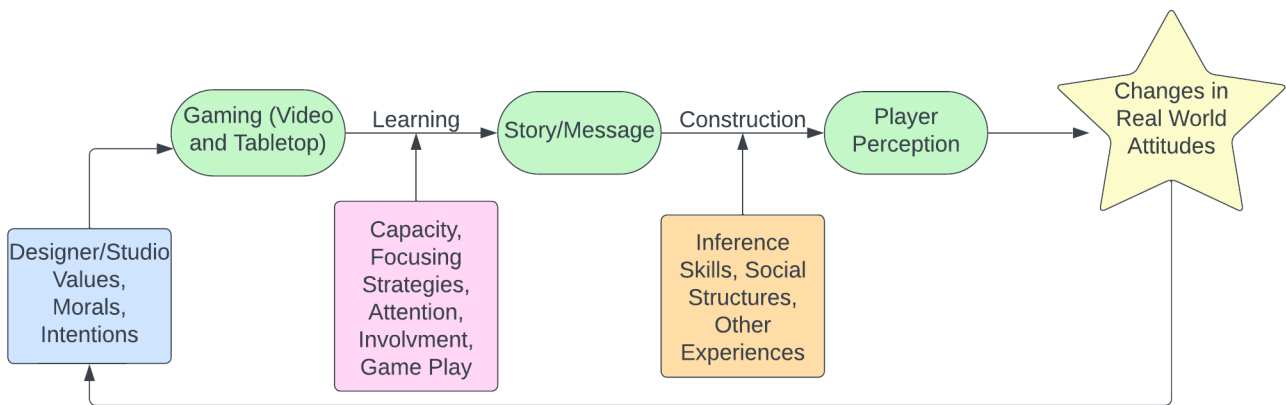 Gaming (Video
and Tabletop)
Learning
Story/Message
Construction
Player
Perception
Changes in
Real World
Attitudes
Designer/Studio
Values,
Morals,
Intentions
Capacity,
Focusing
Strategies,
Attention,
Involvment,
Game Play
Inference
Skills, Social
Structures,
Other
Experiences